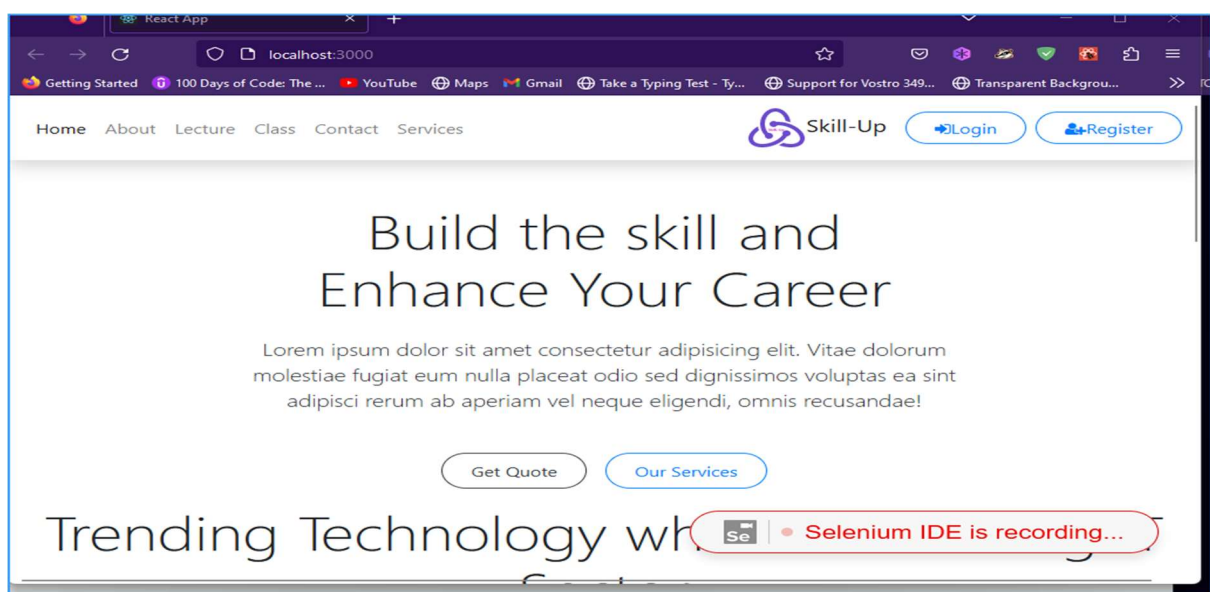 React App
localhost:3000
Getting Started 100 Days of Code: The ... YouTube Maps Gmail Take a Typing Test - Ty... Support for Vostro 349... Transparent Backgrou...
Home About Lecture Class Contact Services Skill-Up Login Register
Build the skill and
Enhance Your Career
Lorem ipsum dolor sit amet consectetur adipisicing elit. Vitae dolorum
molestiae fugiat eum nulla placeat odio sed dignissimos voluptas ea sint
adipisci rerum ab aperiam vel neque eligendi, omnis recusandae!
Get Quote Our Services
Trending Technology
Se Selenium IDE is recording...